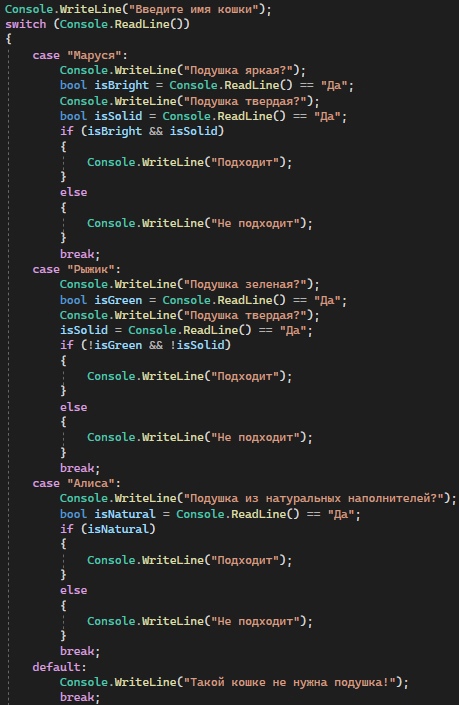 Console.WriteLine("Введите имя кошки");
switch (Console.ReadLine())
{
    case "Маруся":
        Console.WriteLine("Подушка яркая?");
        bool isBright = Console.ReadLine() == "Да";
        Console.WriteLine("Подушка твердая?");
        bool isSolid = Console.ReadLine() == "Да";
        if (isBright && isSolid)
        {
            Console.WriteLine("Подходит");
        }
        else
        {
            Console.WriteLine("Не подходит");
        }
        break;
    case "Рыжик":
        Console.WriteLine("Подушка зеленая?");
        bool isGreen = Console.ReadLine() == "Да";
        Console.WriteLine("Подушка твердая?");
        isSolid = Console.ReadLine() == "Да";
        if (!isGreen && !isSolid)
        {
            Console.WriteLine("Подходит");
        }
        else
        {
            Console.WriteLine("Не подходит");
        }
        break;
    case "Алиса":
        Console.WriteLine("Подушка из натуральных наполнителей?");
        bool isNatural = Console.ReadLine() == "Да";
        if (isNatural)
        {
            Console.WriteLine("Подходит");
        }
        else
        {
            Console.WriteLine("Не подходит");
        }
        break;
    default:
        Console.WriteLine("Такой кошке не нужна подушка!");
        break;